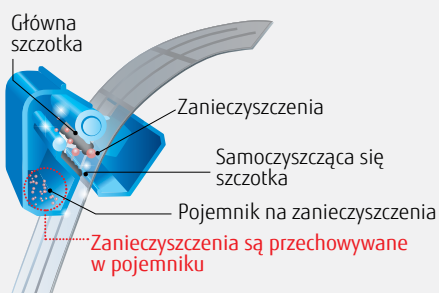 Główna
szczotka
Zanieczyszczenia
Samoczyszcząca się
szczotka
Pojemnik na zanieczyszczenia
Zanieczyszczenia są przechowywane
w pojemniku